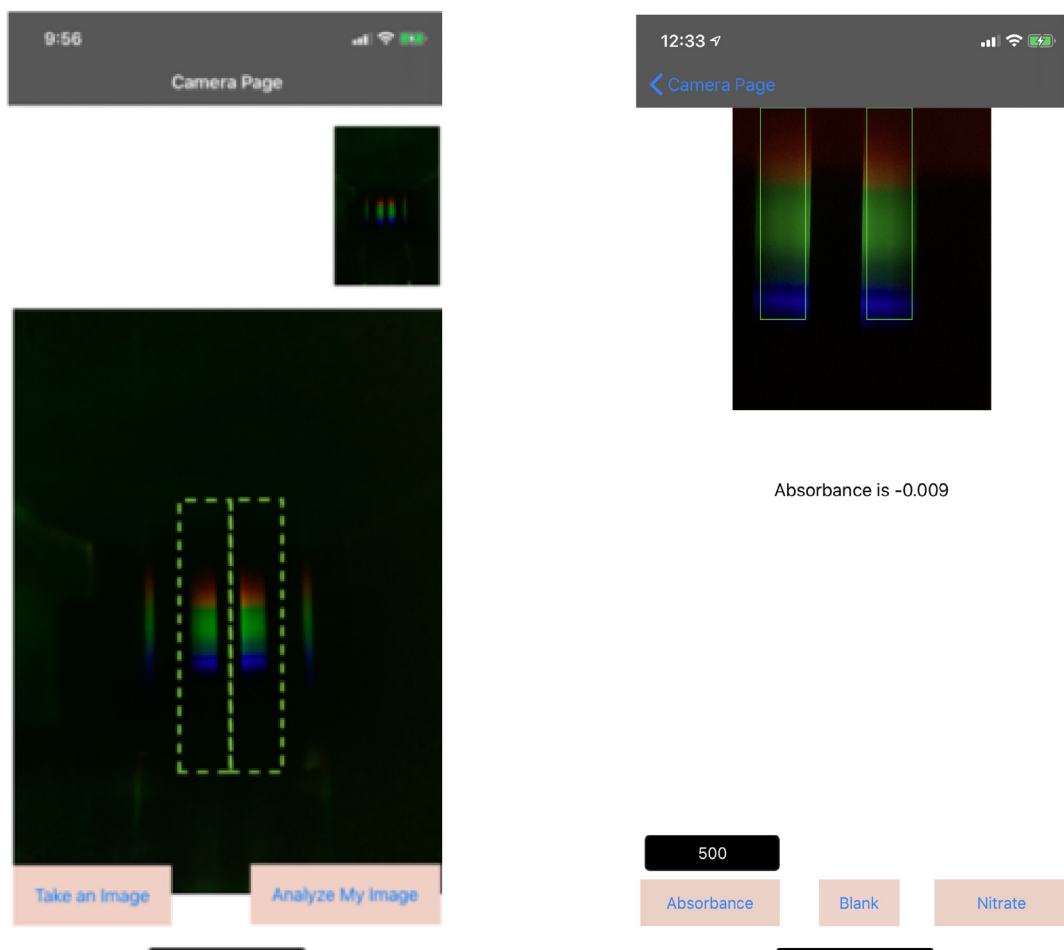 9:56
Camera Page
Take an Image
Analyze My Image
12:33
Camera Page
Absorbance is -0.009
500
Absorbance
Blank
Nitrate